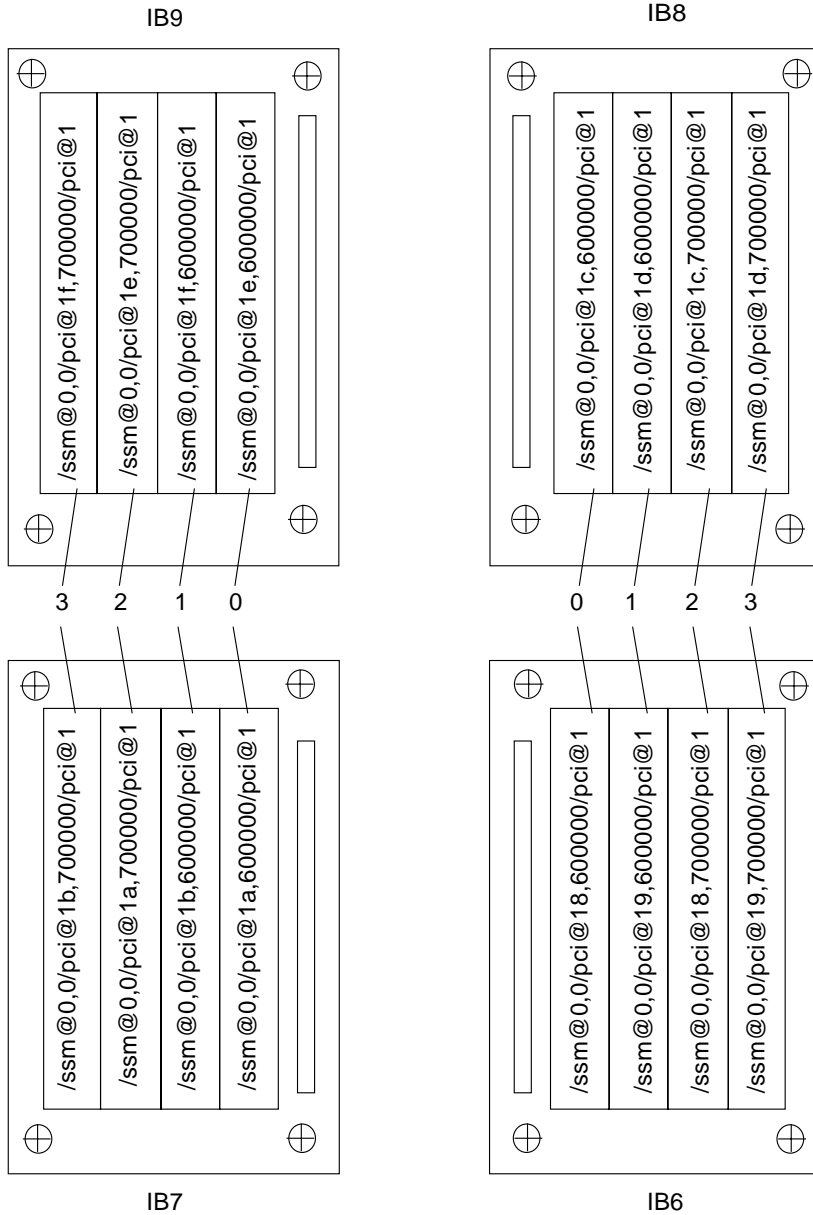 IB9
IB8
/ssm@0,0/pci@1f,700000/pci@1
/ssm@0,0/pci@1e,700000/pci@1
/ssm@0,0/pci@1f,600000/pci@1
/ssm@0,0/pci@1e,600000/pci@1
/ssm@0,0/pci@1c,600000/pci@1
/ssm@0,0/pci@1d,600000/pci@1
/ssm@0,0/pci@1c,700000/pci@1
/ssm@0,0/pci@1d,700000/pci@1
3 2 1 0
0 1 2 3
/ssm@0,0/pci@1b,700000/pci@1
/ssm@0,0/pci@1a,700000/pci@1
/ssm@0,0/pci@1b,600000/pci@1
/ssm@0,0/pci@1a,600000/pci@1
/ssm@0,0/pci@18,600000/pci@1
/ssm@0,0/pci@19,600000/pci@1
/ssm@0,0/pci@18,700000/pci@1
/ssm@0,0/pci@19,700000/pci@1
IB7
IB6